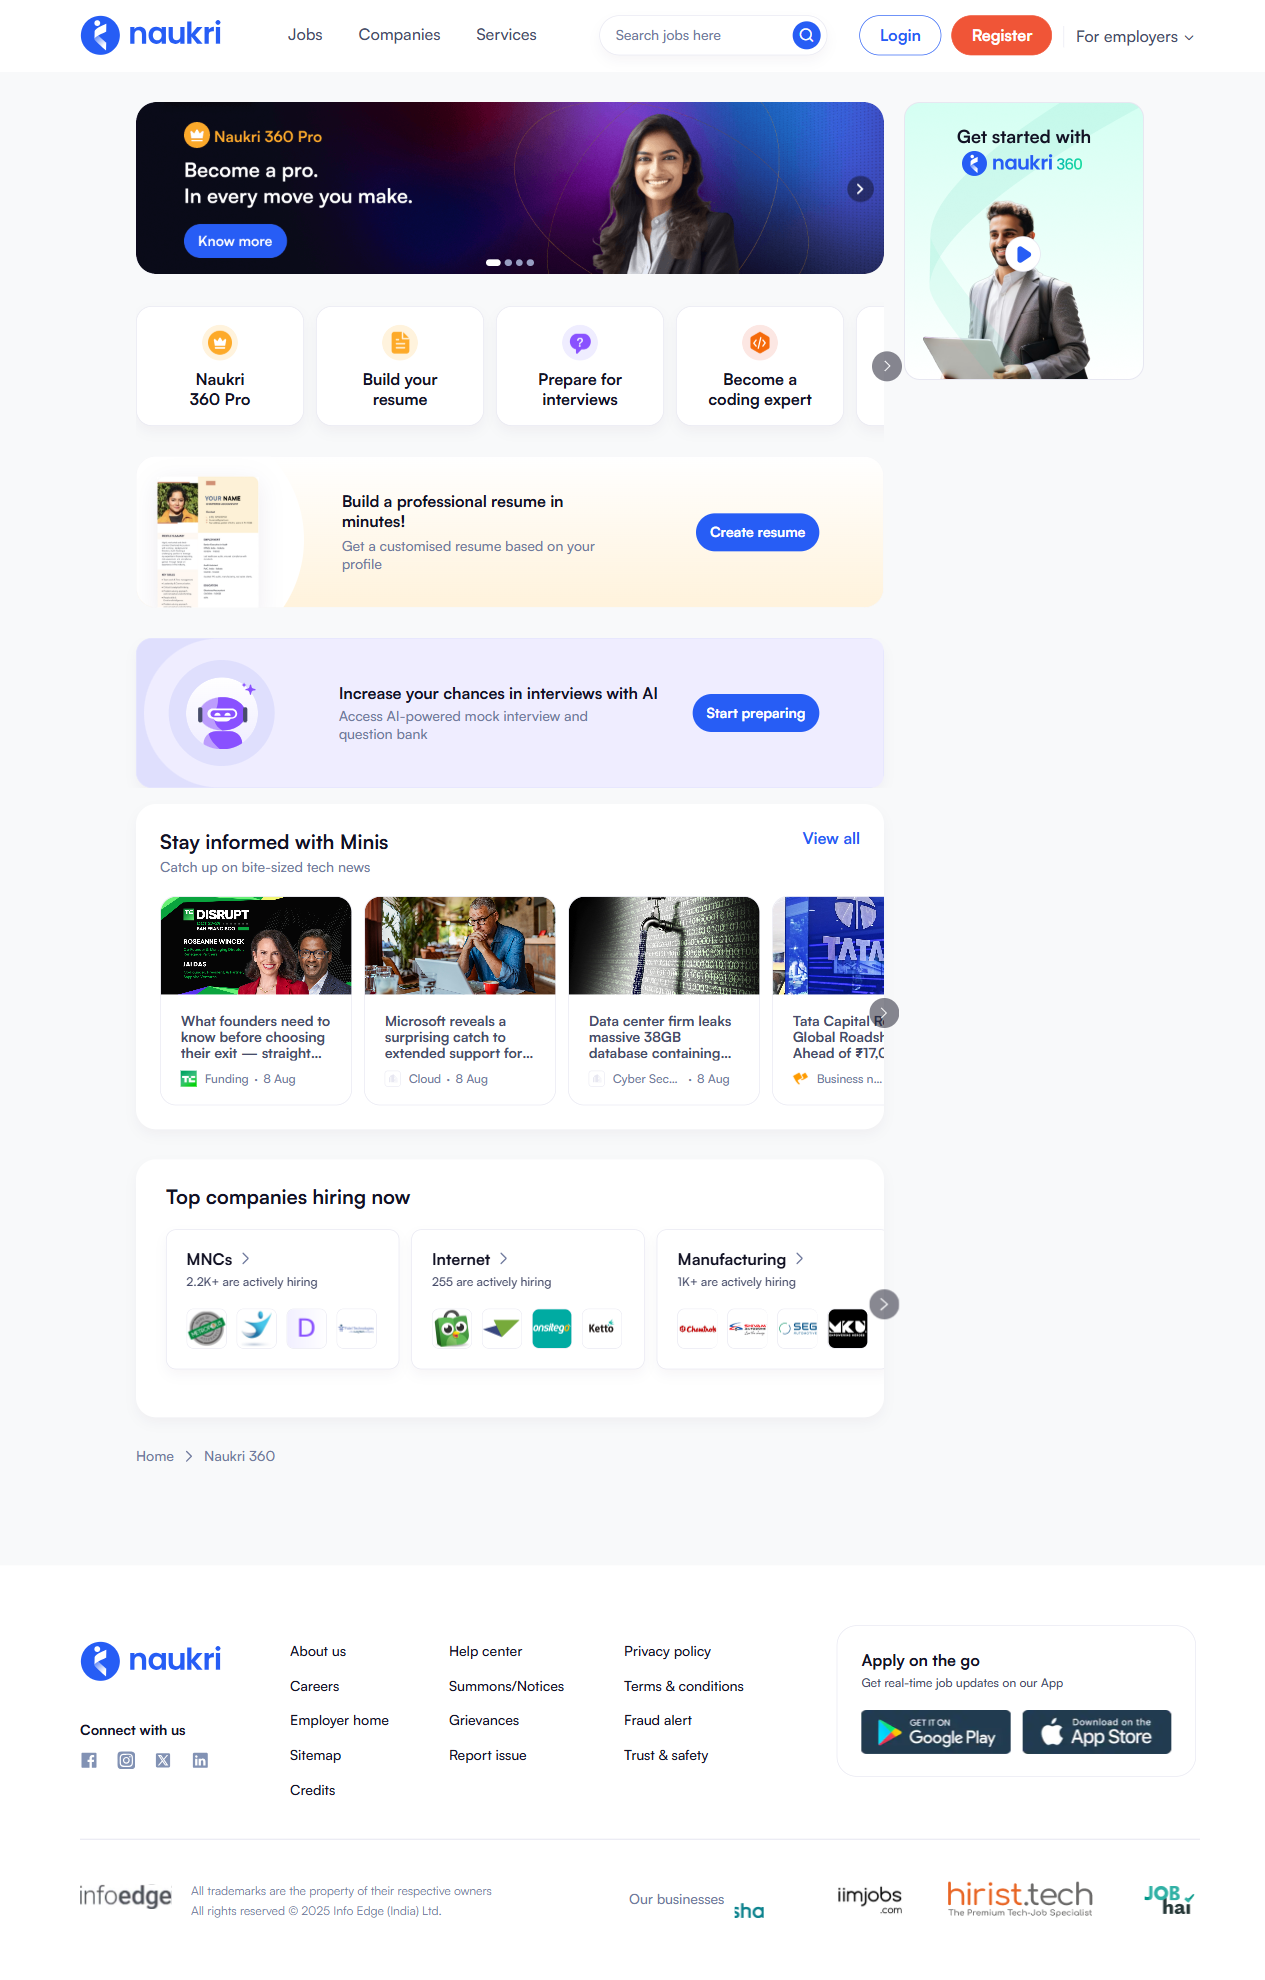 naukri
Jobs
Companies
Services
Search jobs here
Login
Register
For employers
Naukri 360 Pro
Become a pro.
In every move you make.
Know more
Get started with
naukri 360
Naukri
360 Pro
Build your
resume
Prepare for
interviews
Become a
coding expert
YOUR NAME
Build a professional resume in
minutes!
Get a customised resume based on your
profile
Create resume
Increase your chances in interviews with AI
Access AI-powered mock interview and
question bank
Start preparing
Stay informed with Minis
View all
Catch up on bite-sized tech news
TC DISRUPT
ROSEANNE WINCEK
JAI DAS
TATA
What founders need to
know before choosing
their exit — straight...
TC Funding · 8 Aug
Microsoft reveals a
surprising catch to
extended support for...
Cloud · 8 Aug
Data center firm leaks
massive 38GB
database containing...
Cyber Sec... · 8 Aug
Tata Capital R
Global Roadsh
Ahead of ₹17,0
Business n...
Top companies hiring now
MNCs
2.2K+ are actively hiring
METROPOLIS
D
Internet
255 are actively hiring
onsitego
Ketto
Manufacturing
1K+ are actively hiring
Chemtrols
SHIVAM
SEG
AUTOMOTIVE
MKU
Home
Naukri 360
naukri
Connect with us
About us
Careers
Employer home
Sitemap
Credits
Help center
Summons/Notices
Grievances
Report issue
Privacy policy
Terms & conditions
Fraud alert
Trust & safety
Apply on the go
Get real-time job updates on our App
GET IT ON
Google Play
Download on the
App Store
infoedge
All trademarks are the property of their respective owners
All rights reserved © 2025 Info Edge (India) Ltd.
Our businesses
sha
iimjobs
.com
hirist.tech
The Premium Tech-Job Specialist
JOB
hai